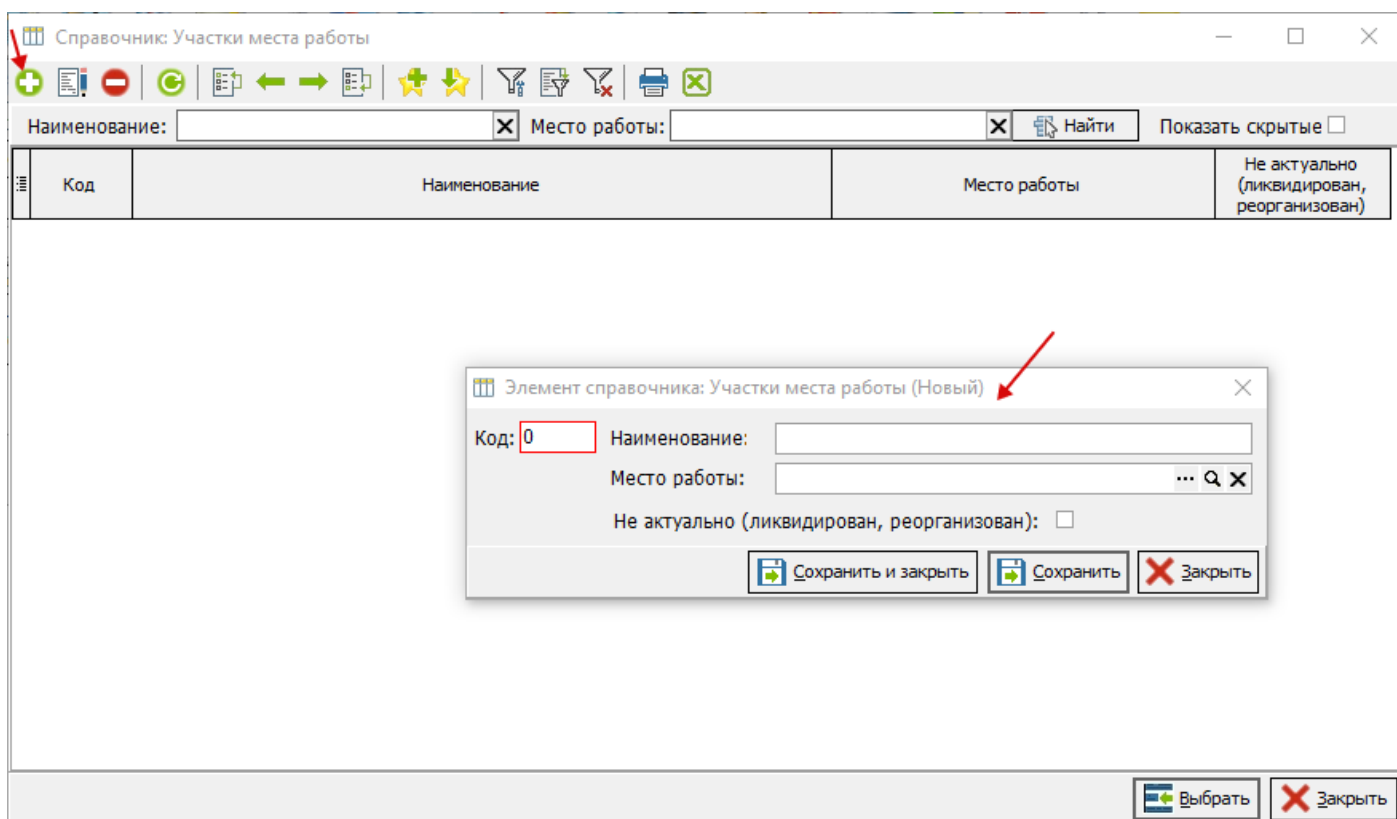 Справочник: Участки места работы
Наименование: Место работы: Найти Показать скрытые
Код Наименование Место работы Не актуально
(ликвидирован,
реорганизован)
Элемент справочника: Участки места работы (Новый)
Код: 0 Наименование:
Место работы:
Не актуально (ликвидирован, реорганизован):
Сохранить и закрыть Сохранить Закрыть
Выбрать Закрыть